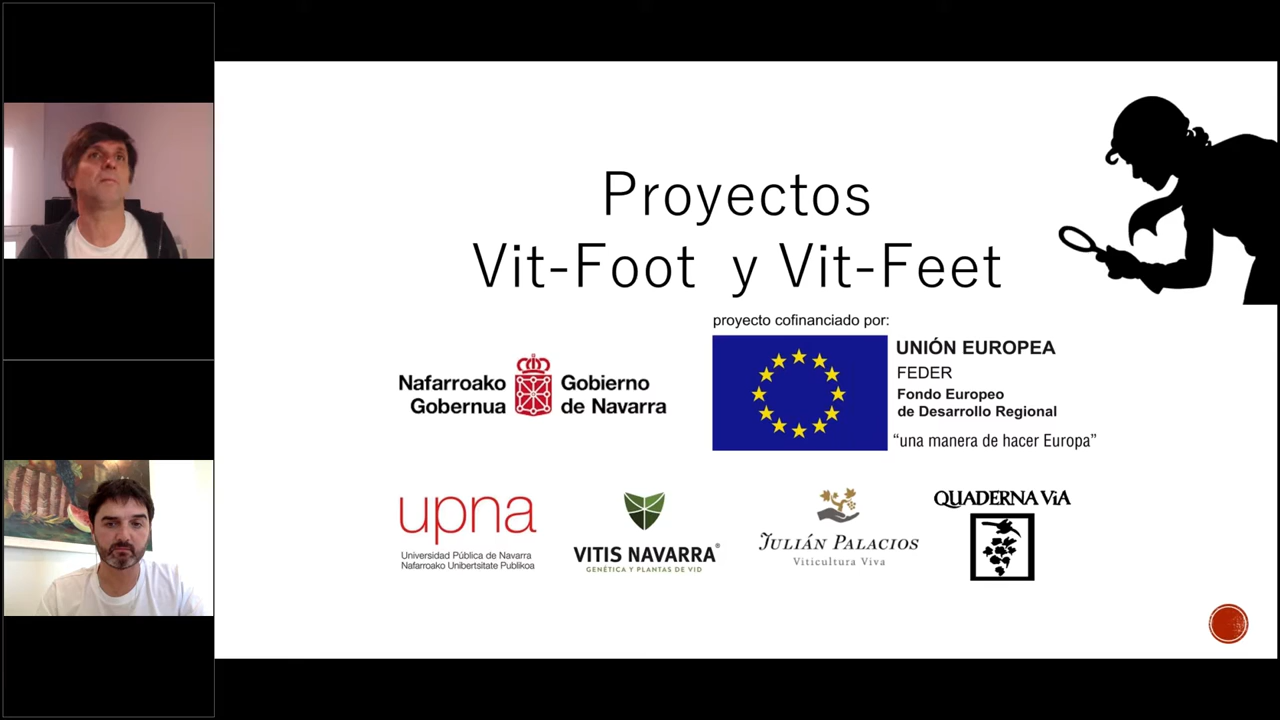 Proyectos
Vit-Foot y Vit-Feet
proyecto cofinanciado por:
Nafarroako
Gobernua
Gobierno
de Navarra
UNIÓN EUROPEA
FEDER
Fondo Europeo
de Desarrollo Regional
“una manera de hacer Europa”
upna
Universidad Pública de Navarra
Nafarroako Unibertsitate Publikoa
VITIS NAVARRA®
GENÉTICA Y PLANTAS DE VID
JULIÁN PALACIOS
Viticultura Viva
QUADERNA VíA